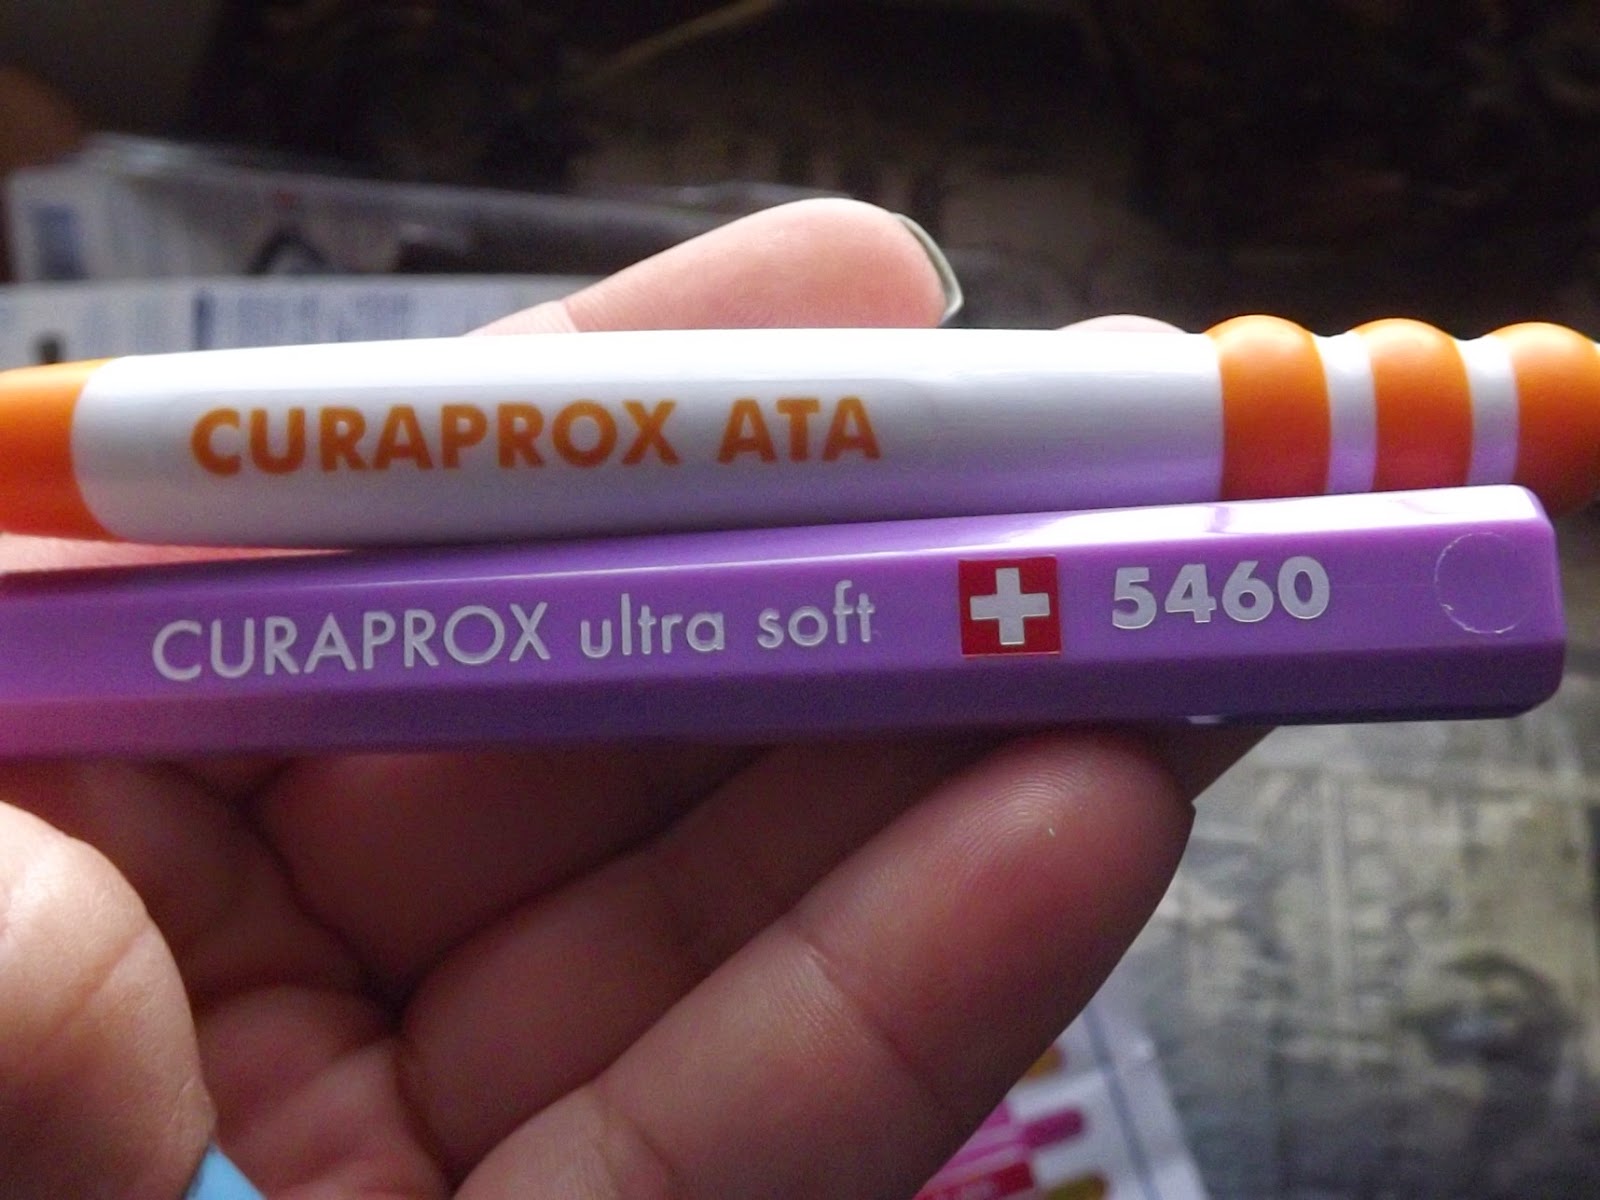 CURAPROX ATA
CURAPROX ultra soft 5460